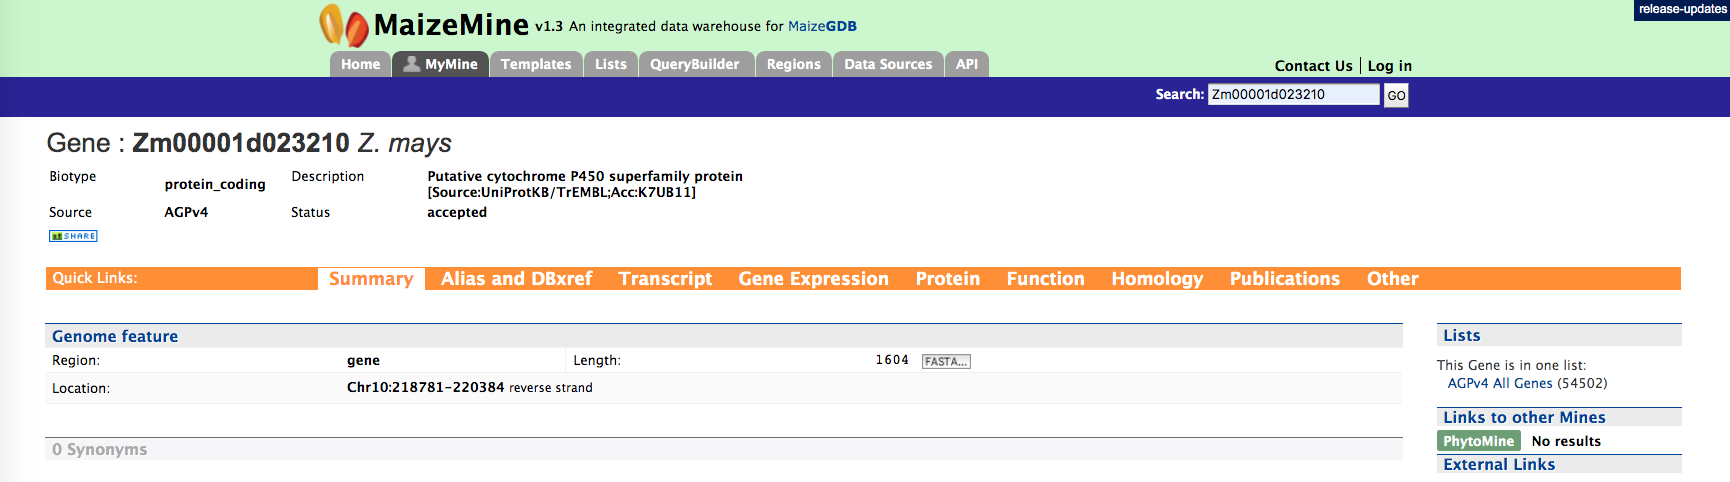 release-updates
MaizeMine v1.3 An integrated data warehouse for MaizeGDB
Home MyMine Templates Lists QueryBuilder Regions Data Sources API
Contact Us | Log in
Search: Zm00001d023210 GO
Gene : Zm00001d023210 Z. mays
Biotype protein_coding Description Putative cytochrome P450 superfamily protein
[Source:UniProtKB/TrEMBL;Acc:K7UB11]
Source AGPv4 Status accepted
SHARE
Quick Links: Summary Alias and DBxref Transcript Gene Expression Protein Function Homology Publications Other
Genome feature
Region: gene Length: 1604 FASTA...
Location: Chr10:218781-220384 reverse strand
0 Synonyms
Lists
This Gene is in one list:
AGPv4 All Genes (54502)
Links to other Mines
PhytoMine No results
External Links